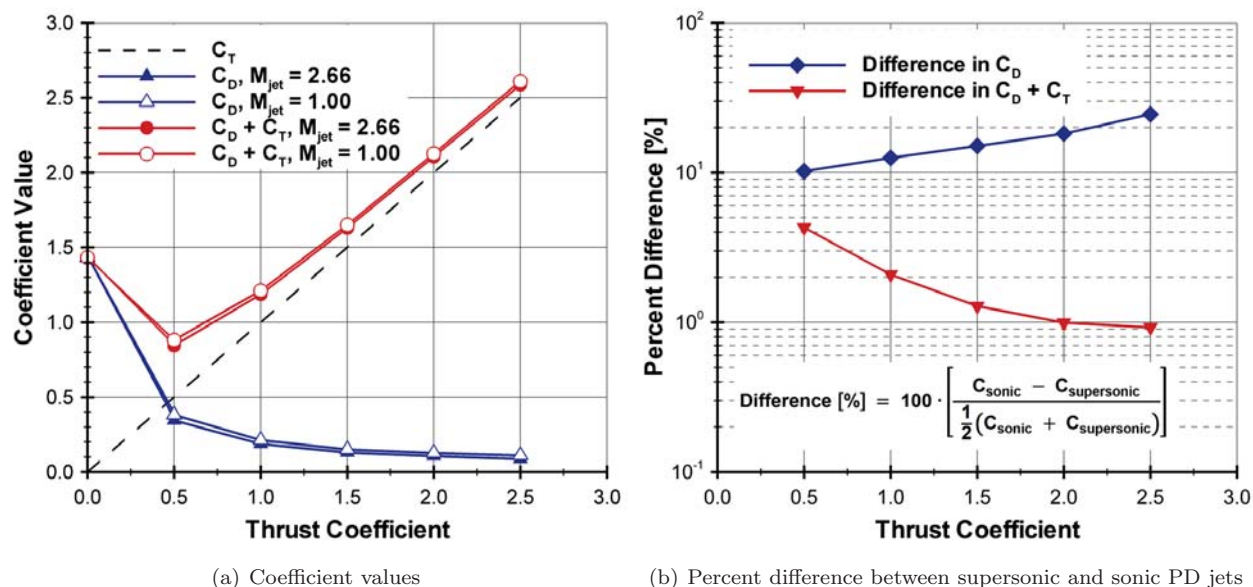 3.0
2.5
2.0
1.5
1.0
0.5
0.0
Coefficient Value
C_T
C_D, M_jet = 2.66
C_D, M_jet = 1.00
C_D + C_T, M_jet = 2.66
C_D + C_T, M_jet = 1.00
0.0 0.5 1.0 1.5 2.0 2.5 3.0
Thrust Coefficient
(a) Coefficient values
10^2
10^1
10^0
10^-1
Percent Difference [%]
Difference in C_D
Difference in C_D + C_T
Difference [%] = 100 · [ (C_sonic − C_supersonic) / (1/2 (C_sonic + C_supersonic)) ]
0.0 0.5 1.0 1.5 2.0 2.5 3.0
Thrust Coefficient
(b) Percent difference between supersonic and sonic PD jets